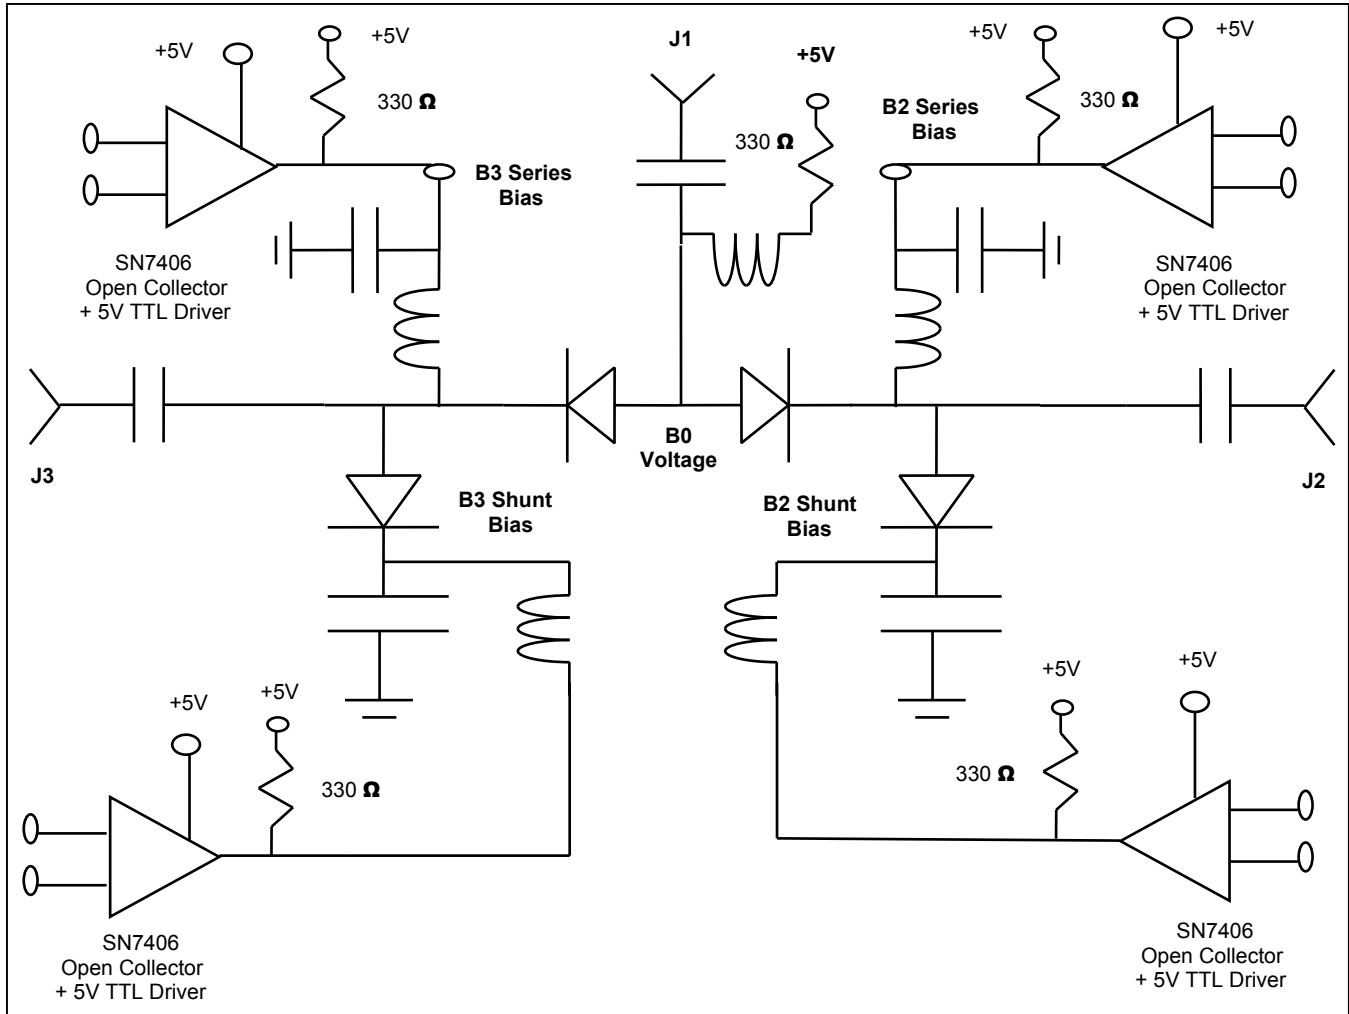 +5V
+5V
J1
+5V
+5V
+5V
330 Ω
330 Ω
B2 Series
Bias
330 Ω
B3 Series
Bias
SN7406
Open Collector
+ 5V TTL Driver
SN7406
Open Collector
+ 5V TTL Driver
B0
Voltage
J3
J2
B3 Shunt
Bias
B2 Shunt
Bias
+5V
+5V
330 Ω
+5V
+5V
330 Ω
SN7406
Open Collector
+ 5V TTL Driver
SN7406
Open Collector
+ 5V TTL Driver